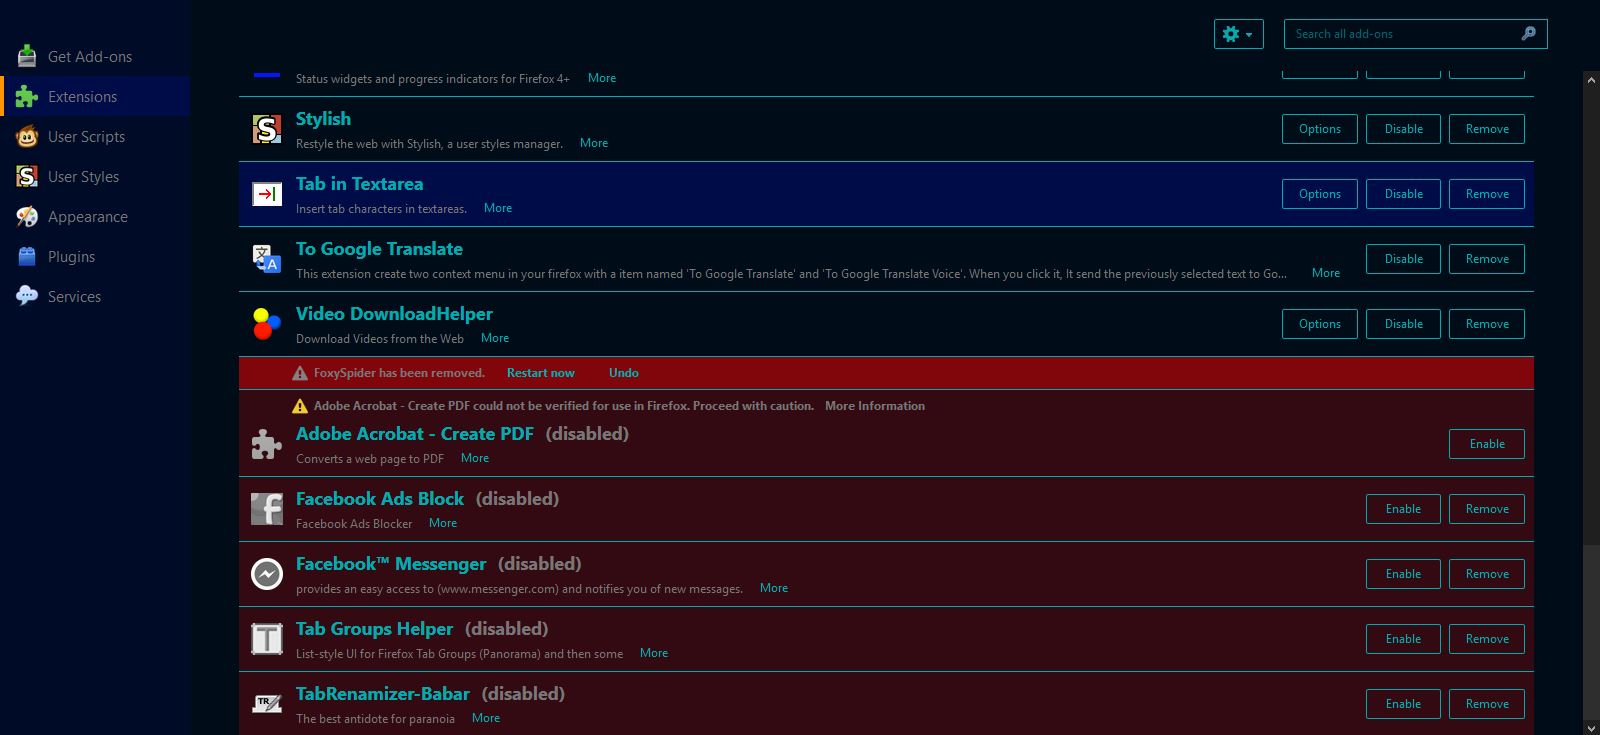 Search all add-ons
Get Add-ons
Extensions
User Scripts
User Styles
Appearance
Plugins
Services
Status widgets and progress indicators for Firefox 4+ More
Stylish
Restyle the web with Stylish, a user styles manager. More
Options Disable Remove
Tab in Textarea
Insert tab characters in textareas. More
Options Disable Remove
To Google Translate
This extension create two context menu in your firefox with a item named 'To Google Translate' and 'To Google Translate Voice'. When you click it, It send the previously selected text to Go... More
Disable Remove
Video DownloadHelper
Download Videos from the Web More
Options Disable Remove
FoxySpider has been removed. Restart now Undo
Adobe Acrobat - Create PDF could not be verified for use in Firefox. Proceed with caution. More Information
Adobe Acrobat - Create PDF (disabled)
Converts a web page to PDF More
Enable
Facebook Ads Block (disabled)
Facebook Ads Blocker More
Enable Remove
Facebook™ Messenger (disabled)
provides an easy access to (www.messenger.com) and notifies you of new messages. More
Enable Remove
Tab Groups Helper (disabled)
List-style UI for Firefox Tab Groups (Panorama) and then some More
Enable Remove
TabRenamizer-Babar (disabled)
The best antidote for paranoia More
Enable Remove